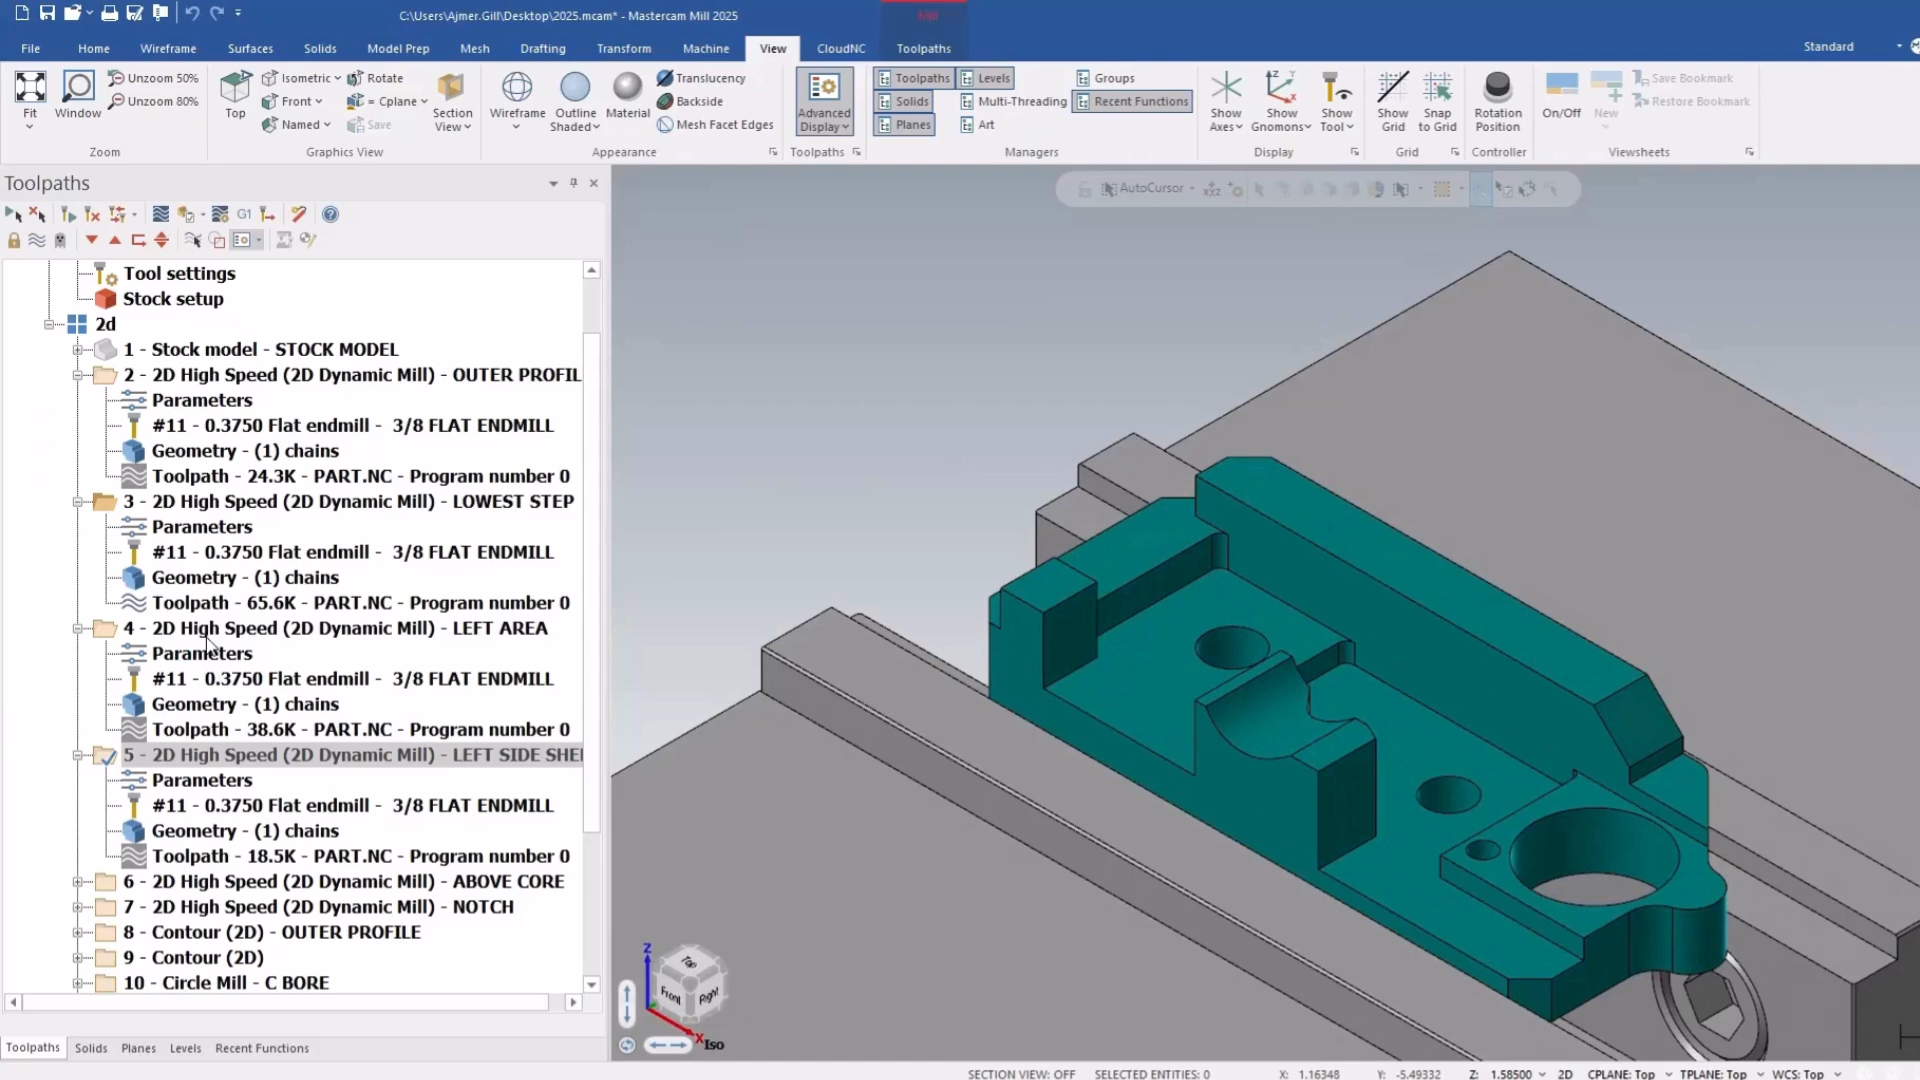 C:\Users\Ajmer.Gill\Desktop\2025.mcam* - Mastercam Mill 2025
Mill
File Home Wireframe Surfaces Solids Model Prep Mesh Drafting Transform Machine View CloudNC Toolpaths Standard
Fit Window Unzoom 50% Unzoom 80% Zoom
Top Isometric Front Named Rotate = Cplane Save Section View Graphics View
Wireframe Outline Shaded Material Translucency Backside Mesh Facet Edges Appearance
Advanced Display Toolpaths
Toolpaths Solids Planes Levels Multi-Threading Art Groups Recent Functions Managers
Show Axes Show Gnomons Show Tool Display
Show Grid Snap to Grid Grid
Rotation Position Controller
On/Off New Save Bookmark Restore Bookmark Viewsheets
Toolpaths
G1
AutoCursor
Tool settings
Stock setup
2d
1 - Stock model - STOCK MODEL
2 - 2D High Speed (2D Dynamic Mill) - OUTER PROFIL
Parameters
#11 - 0.3750 Flat endmill - 3/8 FLAT ENDMILL
Geometry - (1) chains
Toolpath - 24.3K - PART.NC - Program number 0
3 - 2D High Speed (2D Dynamic Mill) - LOWEST STEP
Parameters
#11 - 0.3750 Flat endmill - 3/8 FLAT ENDMILL
Geometry - (1) chains
Toolpath - 65.6K - PART.NC - Program number 0
4 - 2D High Speed (2D Dynamic Mill) - LEFT AREA
Parameters
#11 - 0.3750 Flat endmill - 3/8 FLAT ENDMILL
Geometry - (1) chains
Toolpath - 38.6K - PART.NC - Program number 0
5 - 2D High Speed (2D Dynamic Mill) - LEFT SIDE SHE
Parameters
#11 - 0.3750 Flat endmill - 3/8 FLAT ENDMILL
Geometry - (1) chains
Toolpath - 18.5K - PART.NC - Program number 0
6 - 2D High Speed (2D Dynamic Mill) - ABOVE CORE
7 - 2D High Speed (2D Dynamic Mill) - NOTCH
8 - Contour (2D) - OUTER PROFILE
9 - Contour (2D)
10 - Circle Mill - C BORE
Z
Top
Front Right
X Iso
Toolpaths Solids Planes Levels Recent Functions
SECTION VIEW: OFF SELECTED ENTITIES: 0 X: 1.16348 Y: -5.49332 Z: 1.58500 2D CPLANE: Top TPLANE: Top WCS: Top